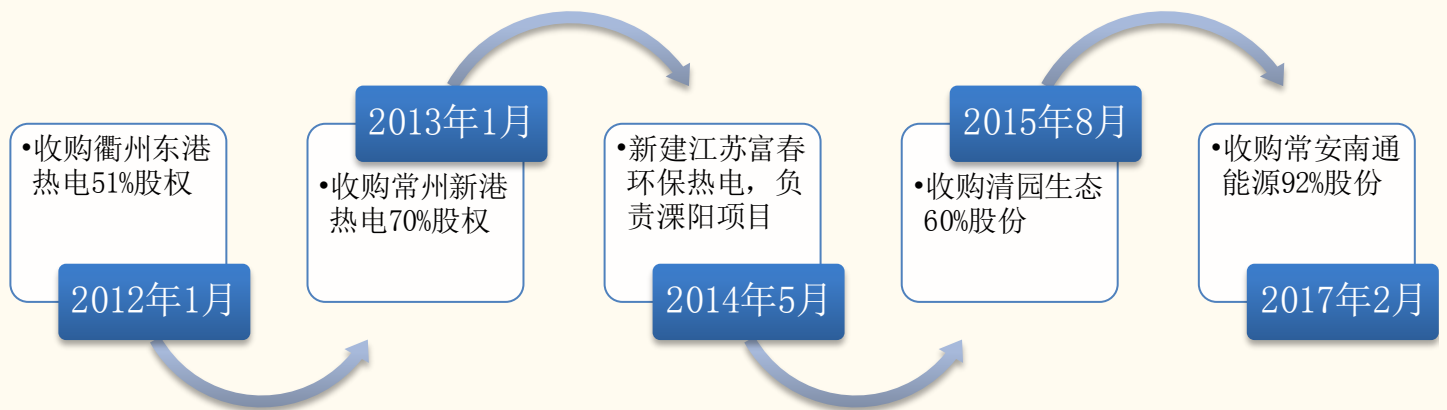 •收购衢州东港
热电51%股权
2012年1月
2013年1月
•收购常州新港
热电70%股权
•新建江苏富春
环保热电，负
责溧阳项目
2014年5月
2015年8月
•收购清园生态
60%股份
•收购常安南通
能源92%股份
2017年2月